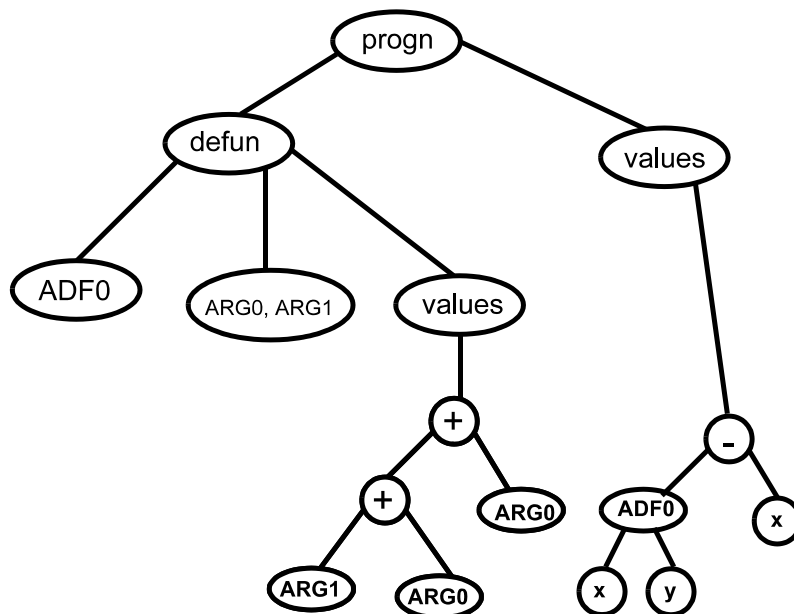 progn
defun
values
ADF0
ARG0, ARG1
values
+
-
+
ARG0
ADF0
x
ARG1
ARG0
x
y